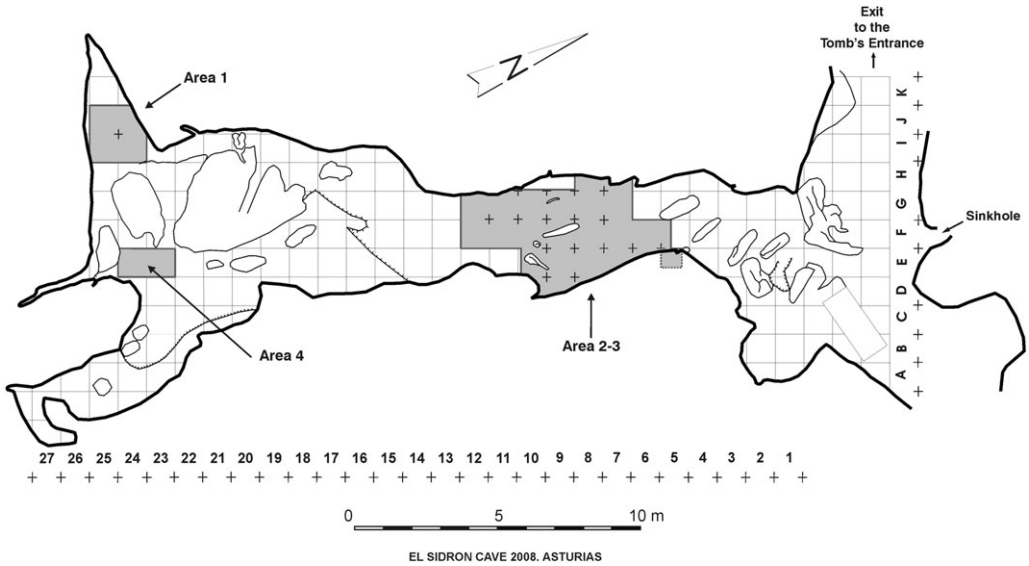 Exit
to the
Tomb's Entrance
Area 1
N
K
J
I
H
G
F
E
D
C
B
A
Sinkhole
Area 2-3
Area 4
27 26 25 24 23 22 21 20 19 18 17 16 15 14 13 12 11 10 9 8 7 6 5 4 3 2 1
0 5 10 m
EL SIDRON CAVE 2008. ASTURIAS